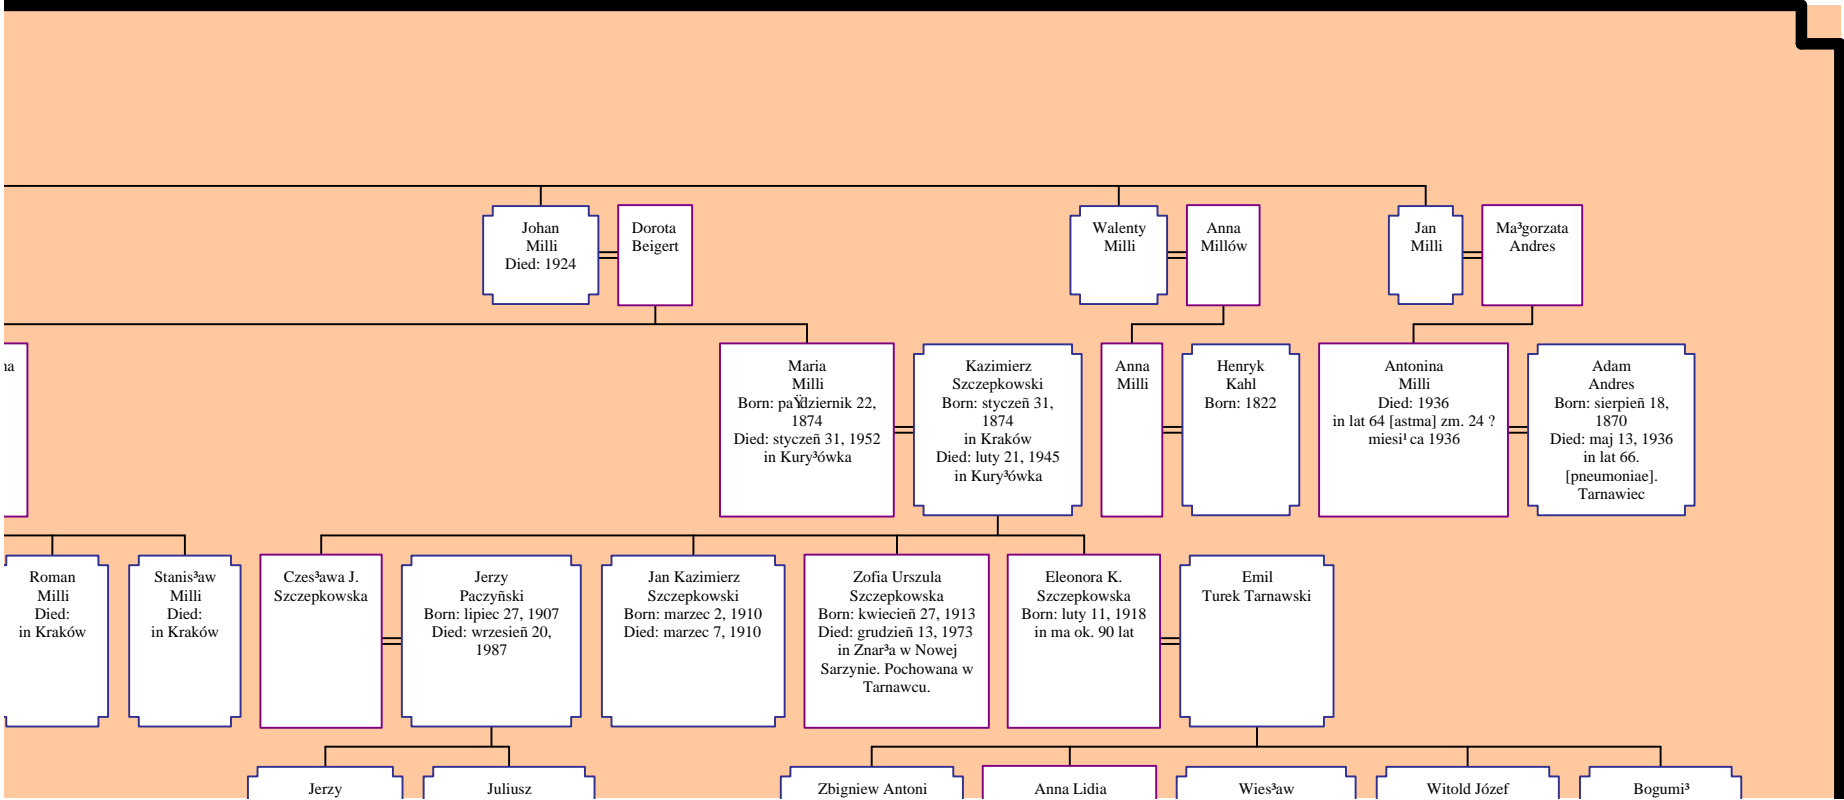 Johan
Milli
Died: 1924
Dorota
Beigert
Walenty
Milli
Anna
Millów
Jan
Milli
Ma³gorzata
Andres
na
Maria
Milli
Born: paŸdziernik 22,
1874
Died: styczeñ 31, 1952
in Kury³ówka
Kazimierz
Szczepkowski
Born: styczeñ 31,
1874
in Kraków
Died: luty 21, 1945
in Kury³ówka
Anna
Milli
Henryk
Kahl
Born: 1822
Antonina
Milli
Died: 1936
in lat 64 [astma] zm. 24 ?
miesi¹ca 1936
Adam
Andres
Born: sierpieñ 18,
1870
Died: maj 13, 1936
in lat 66.
[pneumoniae].
Tarnawiec
Roman
Milli
Died:
in Kraków
Stanis³aw
Milli
Died:
in Kraków
Czes³awa J.
Szczepkowska
Jerzy
Paczyñski
Born: lipiec 27, 1907
Died: wrzesieñ 20,
1987
Jan Kazimierz
Szczepkowski
Born: marzec 2, 1910
Died: marzec 7, 1910
Zofia Urszula
Szczepkowska
Born: kwiecieñ 27, 1913
Died: grudzieñ 13, 1973
in Znar³a w Nowej
Sarzynie. Pochowana w
Tarnawcu.
Eleonora K.
Szczepkowska
Born: luty 11, 1918
in ma ok. 90 lat
Emil
Turek Tarnawski
Jerzy
Juliusz
Zbigniew Antoni
Anna Lidia
Wies³aw
Witold Józef
Bogumi³